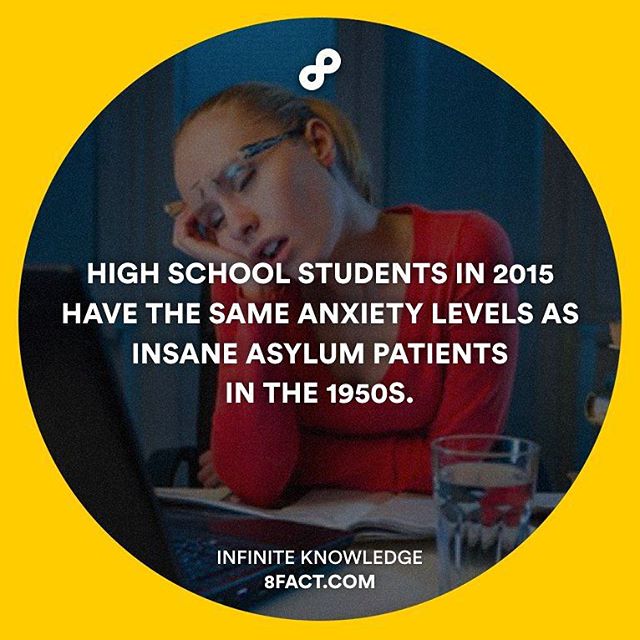 HIGH SCHOOL STUDENTS IN 2015
HAVE THE SAME ANXIETY LEVELS AS
INSANE ASYLUM PATIENTS
IN THE 1950S.
INFINITE KNOWLEDGE
8FACT.COM